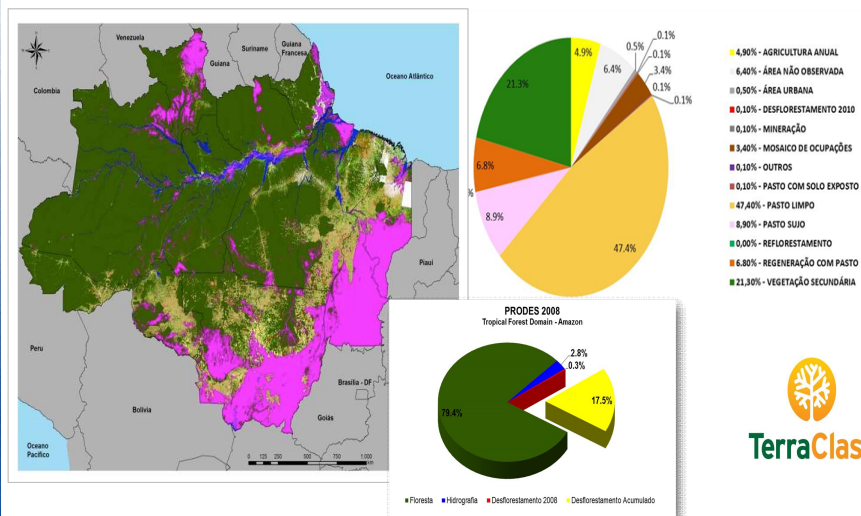 Venezuela
Guiana
Suriname
Guiana
Francesa
Oceano Atlântico
Colombia
Piauí
Peru
Bolivia
Brasília - DF
Goiás
Oceano
Pacífico
0 125 250 500 750 1.000
km
4.9%
6.4%
0.5%
0.1%
0.1%
3.4%
0.1%
0.1%
47.4%
8.9%
6.8%
21.3%
%
4,90% - AGRICULTURA ANUAL
6,40% - ÁREA NÃO OBSERVADA
0,50% - ÁREA URBANA
0,10% - DESFLORESTAMENTO 2010
0,10% - MINERAÇÃO
3,40% - MOSAICO DE OCUPAÇÕES
0,10% - OUTROS
0,10% - PASTO COM SOLO EXPOSTO
47,40% - PASTO LIMPO
8,90% - PASTO SUJO
0,00% - REFLORESTAMENTO
6.80% - REGENERAÇÃO COM PASTO
21,30% - VEGETAÇÃO SECUNDÁRIA
PRODES 2008
Tropical Forest Domain - Amazon
2.8%
0.3%
17.5%
79.4%
Floresta
Hidrografia
Desflorestamento 2008
Desflorestamento Acumulado
TerraClas